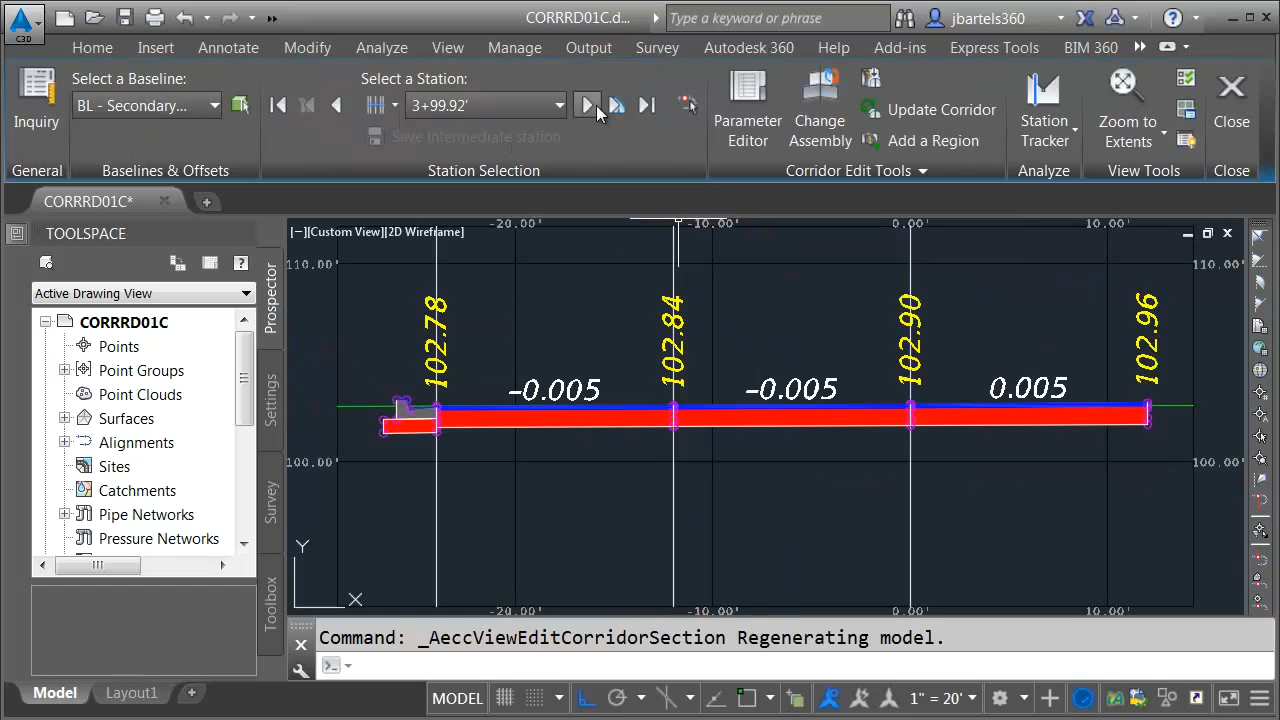 C3D
CORRRD01C.d...
Type a keyword or phrase
jbartels360
Home Insert Annotate Modify Analyze View Manage Output Survey Autodesk 360 Help Add-ins Express Tools BIM 360
Inquiry
Select a Baseline:
BL - Secondary...
Select a Station:
3+99.92'
Save Intermediate station
Parameter Editor
Change Assembly
Update Corridor
Add a Region
Station Tracker
Zoom to Extents
Close
General
Baselines & Offsets
Station Selection
Corridor Edit Tools
Analyze
View Tools
Close
CORRRD01C*
TOOLSPACE
Active Drawing View
CORRRD01C
Points
Point Groups
Point Clouds
Surfaces
Alignments
Sites
Catchments
Pipe Networks
Pressure Networks
Prospector
Settings
Survey
Toolbox
[−][Custom View][2D Wireframe]
-20.00' -10.00' 0.00' 10.00'
110.00' 110.00'
102.78 102.84 102.90 102.96
-0.005 -0.005 0.005
100.00' 100.00'
Y
X
-20.00' -10.00' 0.00' 10.00'
Command: _AeccViewEditCorridorSection Regenerating model.
Model Layout1
MODEL
1" = 20'